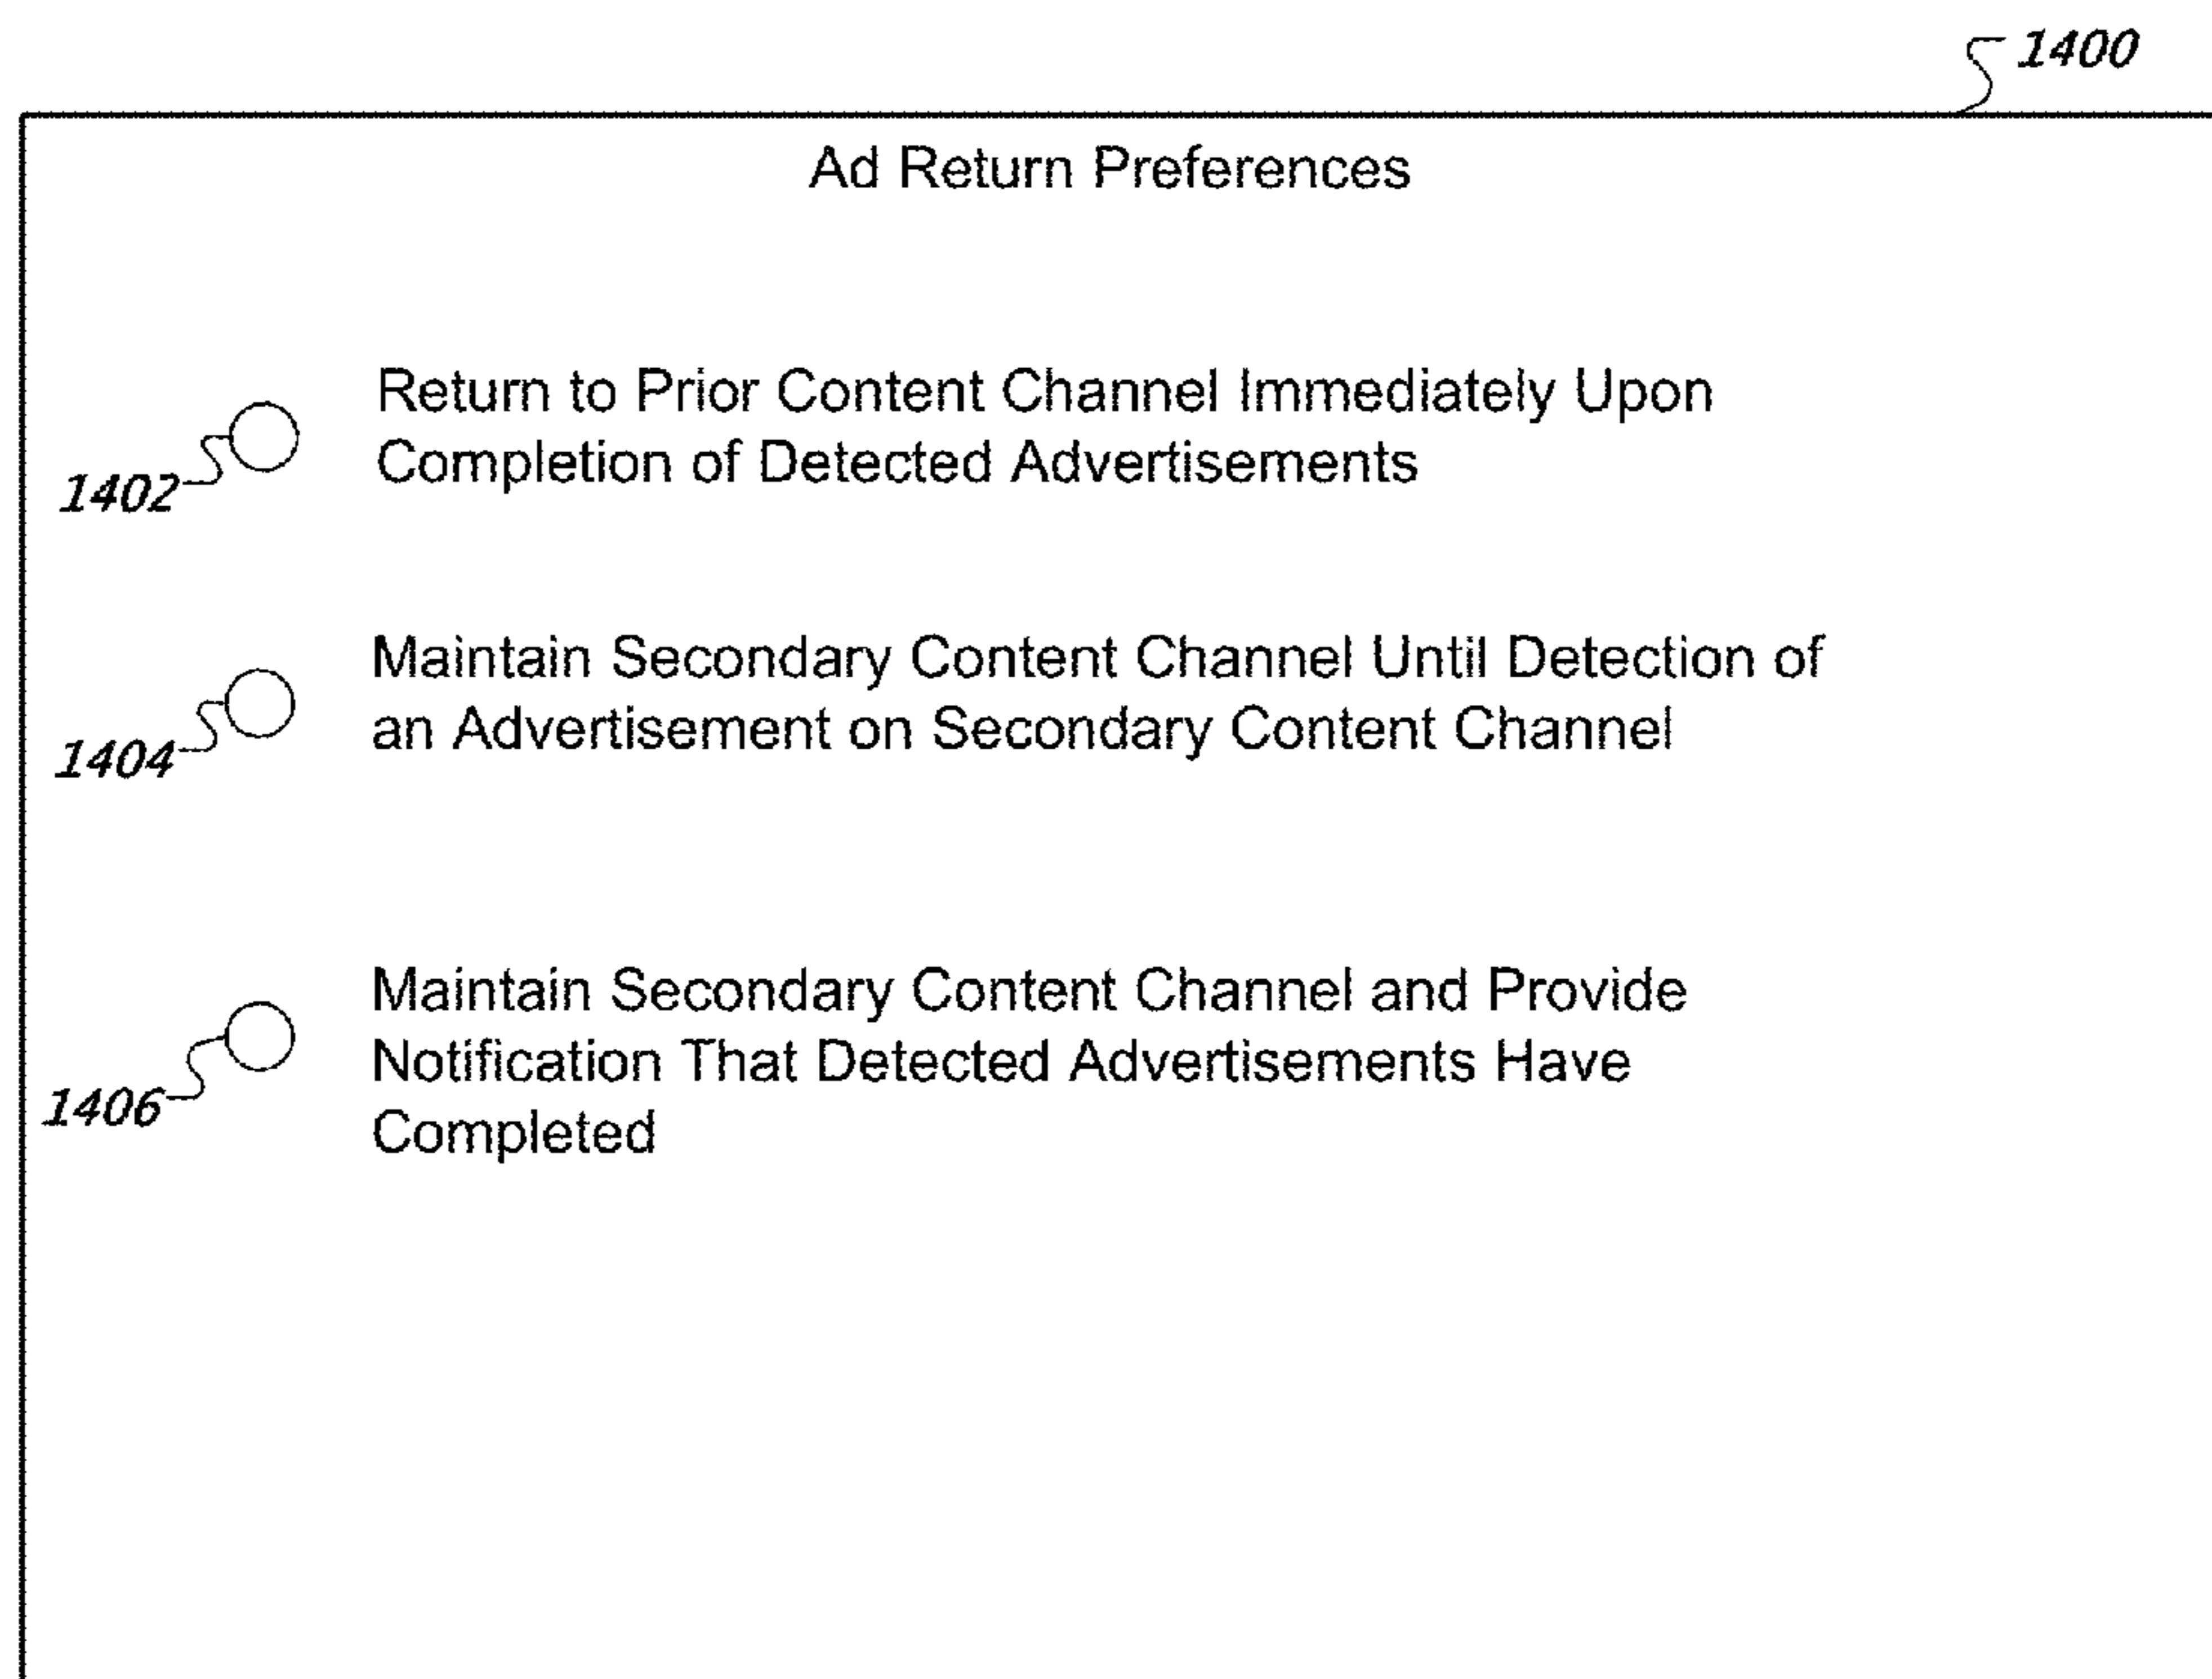 1400
Ad Return Preferences
Return to Prior Content Channel Immediately Upon
Completion of Detected Advertisements
1402
Maintain Secondary Content Channel Until Detection of
an Advertisement on Secondary Content Channel
1404
Maintain Secondary Content Channel and Provide
Notification That Detected Advertisements Have
Completed
1406